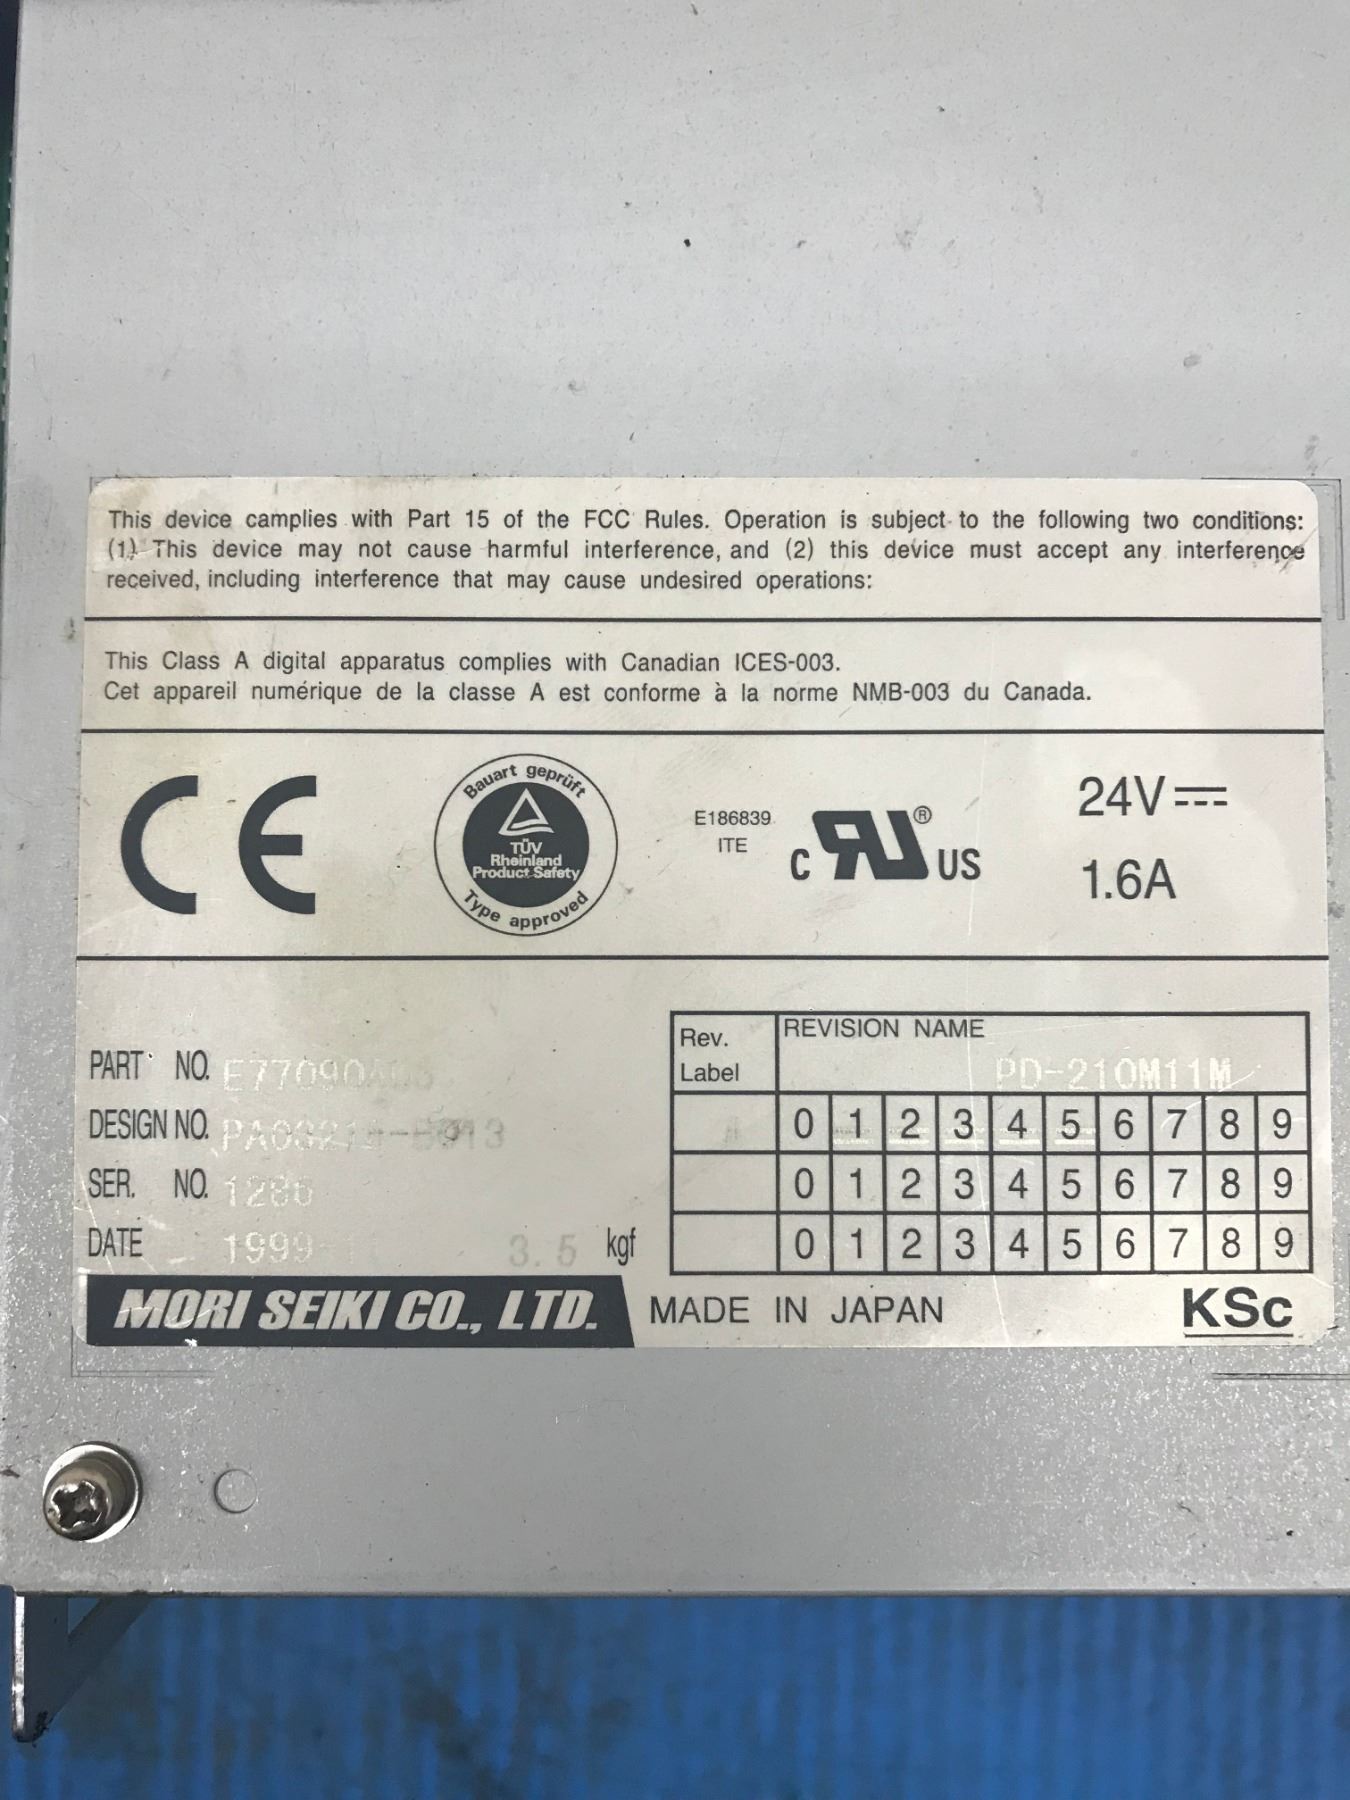 This device camplies with Part 15 of the FCC Rules. Operation is subject to the following two conditions:
(1) This device may not cause harmful interference, and (2) this device must accept any interference
received, including interference that may cause undesired operations:
This Class A digital apparatus complies with Canadian ICES-003.
Cet appareil numérique de la classe A est conforme à la norme NMB-003 du Canada.
CE
Bauart geprüft
TÜV
Rheinland
Product Safety
Type approved
E186839
ITE
C RU ® US
24V
1.6A
Rev.
Label
REVISION NAME
PD-210M11M
0 1 2 3 4 5 6 7 8 9
0 1 2 3 4 5 6 7 8 9
0 1 2 3 4 5 6 7 8 9
PART NO.
DESIGN NO.
SER. NO. 1286
DATE 1999 3.5 kgf
MORI SEIKI CO., LTD. MADE IN JAPAN KSc